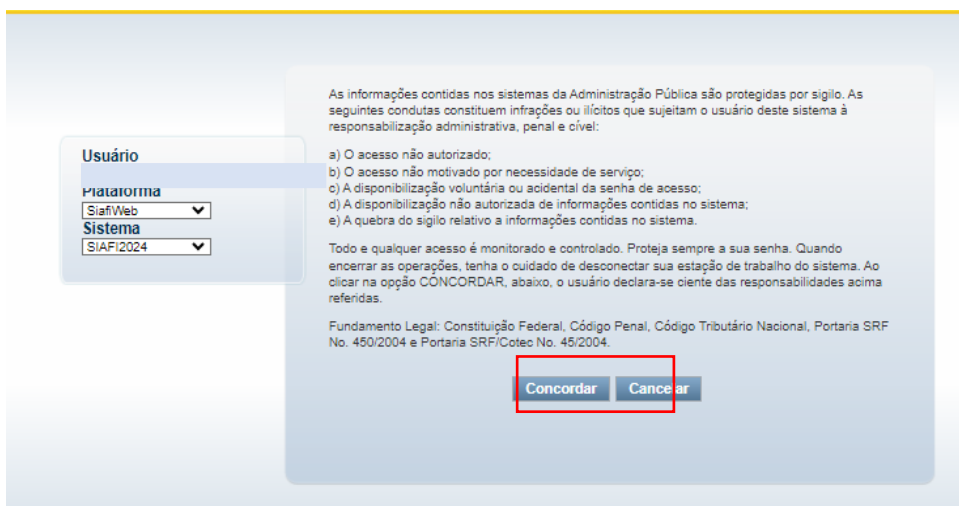 Usuário
Plataforma
SiafiWeb
Sistema
SIAFI2024
As informações contidas nos sistemas da Administração Pública são protegidas por sigilo. As
seguintes condutas constituem infrações ou ilícitos que sujeitam o usuário deste sistema à
responsabilização administrativa, penal e cível:
a) O acesso não autorizado;
b) O acesso não motivado por necessidade de serviço;
c) A disponibilização voluntária ou acidental da senha de acesso;
d) A disponibilização não autorizada de informações contidas no sistema;
e) A quebra do sigilo relativo a informações contidas no sistema.
Todo e qualquer acesso é monitorado e controlado. Proteja sempre a sua senha. Quando
encerrar as operações, tenha o cuidado de desconectar sua estação de trabalho do sistema. Ao
clicar na opção CONCORDAR, abaixo, o usuário declara-se ciente das responsabilidades acima
referidas.
Fundamento Legal: Constituição Federal, Código Penal, Código Tributário Nacional, Portaria SRF
No. 450/2004 e Portaria SRF/Cotec No. 45/2004.
Concordar Cancelar